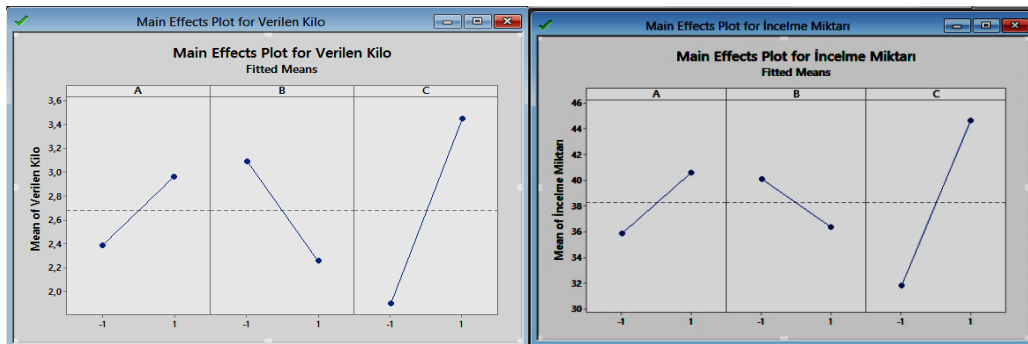 Main Effects Plot for Verilen Kilo
Main Effects Plot for Verilen Kilo
Fitted Means
A B C
Mean of Verilen Kilo
3,6
3,4
3,2
3,0
2,8
2,6
2,4
2,2
2,0
-1 1 -1 1 -1 1
Main Effects Plot for İncelme Miktarı
Main Effects Plot for İncelme Miktarı
Fitted Means
A B C
Mean of İncelme Miktarı
46
44
42
40
38
36
34
32
30
-1 1 -1 1 -1 1